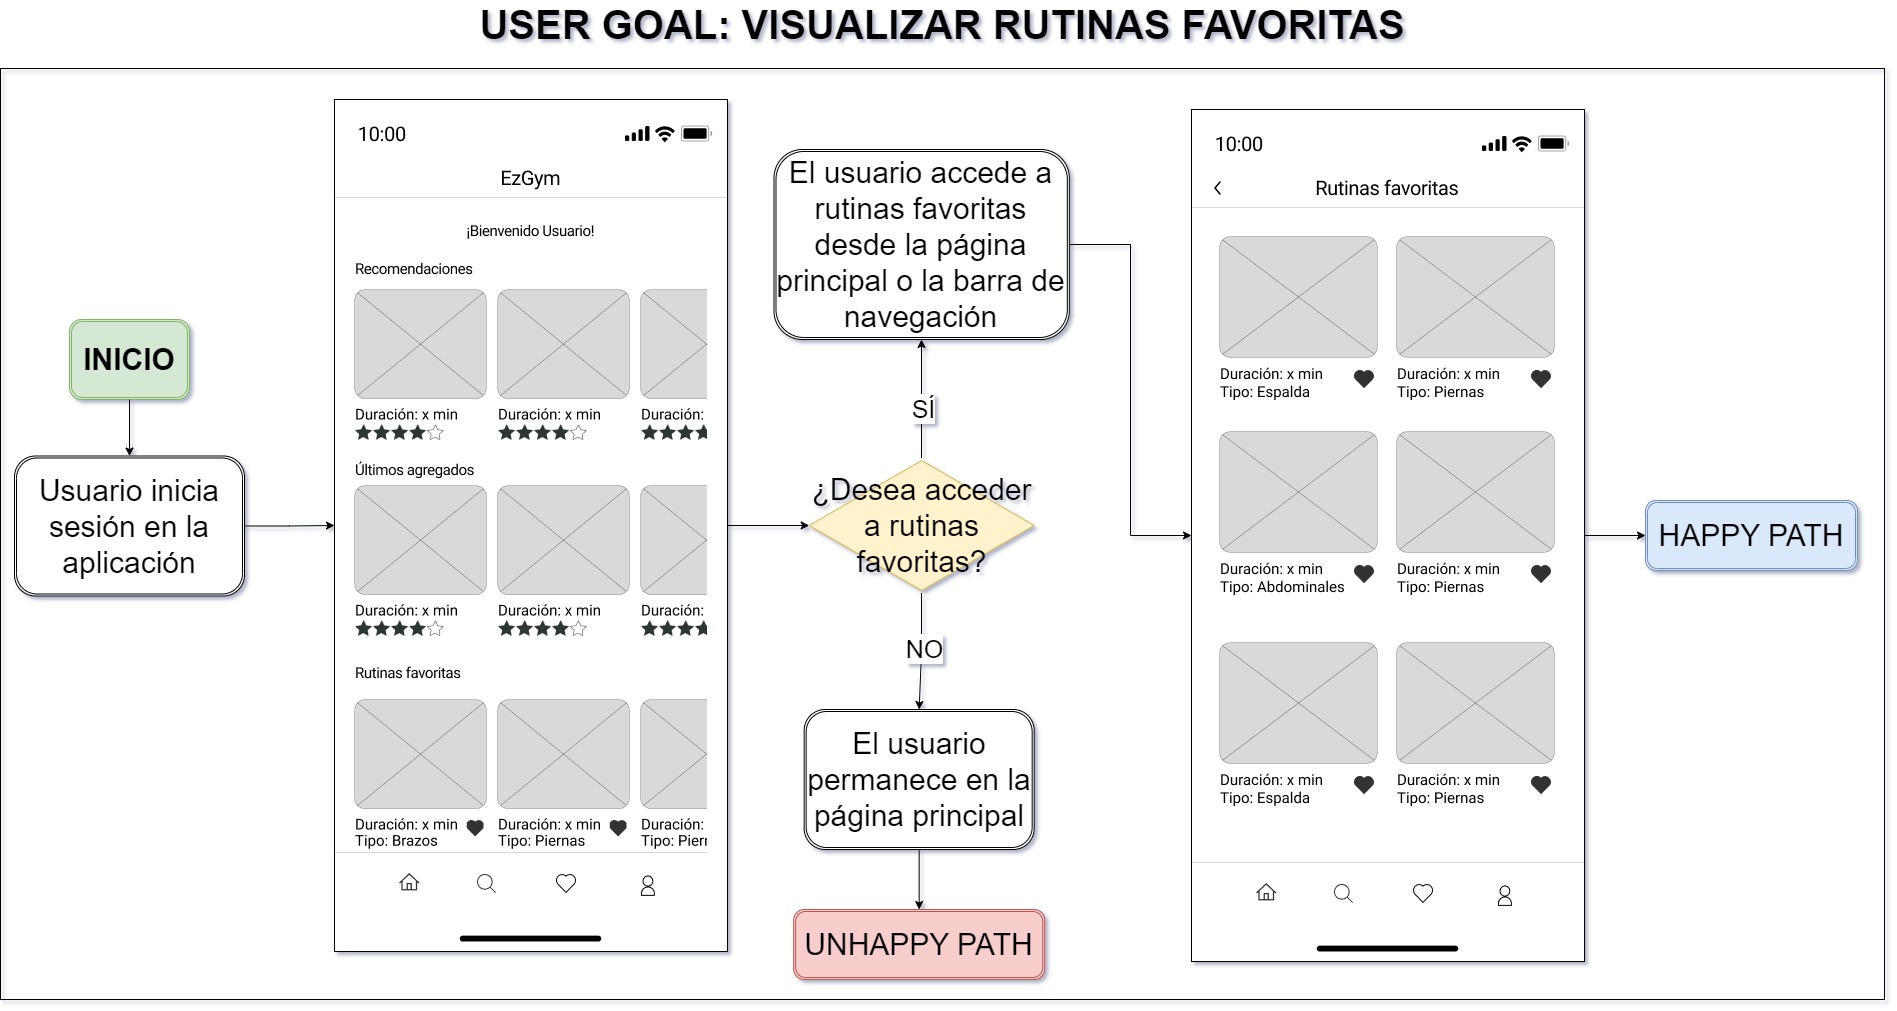 USER GOAL: VISUALIZAR RUTINAS FAVORITAS
INICIO
Usuario inicia
sesión en la
aplicación
10:00
EzGym
¡Bienvenido Usuario!
Recomendaciones
Duración: x min
Duración: x min
Duración:
Últimos agregados
Duración: x min
Duración: x min
Duración:
Rutinas favoritas
Duración: x min
Tipo: Brazos
Duración: x min
Tipo: Piernas
Duración:
Tipo: Pier
¿Desea acceder
a rutinas
favoritas?
SÍ
El usuario accede a
rutinas favoritas
desde la página
principal o la barra de
navegación
NO
El usuario
permanece en la
página principal
UNHAPPY PATH
10:00
Rutinas favoritas
Duración: x min
Tipo: Espalda
Duración: x min
Tipo: Piernas
Duración: x min
Tipo: Abdominales
Duración: x min
Tipo: Piernas
Duración: x min
Tipo: Espalda
Duración: x min
Tipo: Piernas
HAPPY PATH